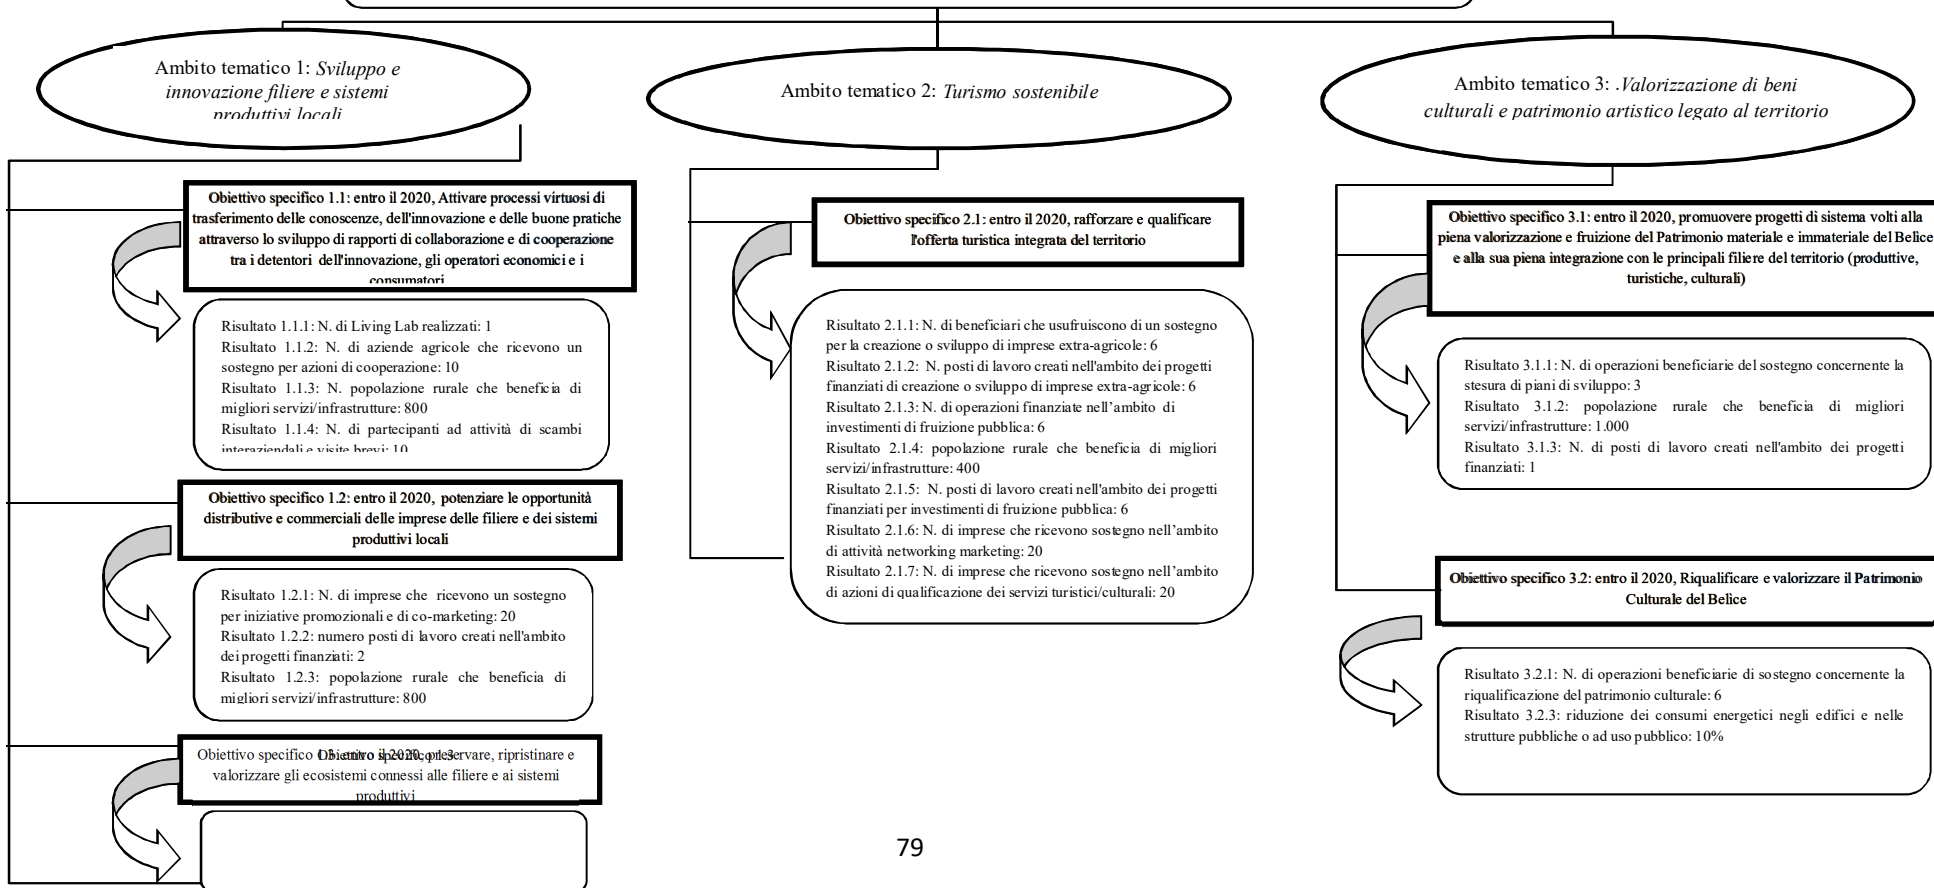 Ambito tematico 1: Sviluppo e
innovazione filiere e sistemi
produttivi locali
Obiettivo specifico 1.1: entro il 2020, Attivare processi virtuosi di
trasferimento delle conoscenze, dell'innovazione e delle buone pratiche
attraverso lo sviluppo di rapporti di collaborazione e di cooperazione
tra i detentori dell'innovazione, gli operatori economici e i
consumatori
Risultato 1.1.1: N. di Living Lab realizzati: 1
Risultato 1.1.2: N. di aziende agricole che ricevono un
sostegno per azioni di cooperazione: 10
Risultato 1.1.3: N. popolazione rurale che beneficia di
migliori servizi/infrastrutture: 800
Risultato 1.1.4: N. di partecipanti ad attività di scambi
interaziendali e visite brevi: 10
Obiettivo specifico 1.2: entro il 2020, potenziare le opportunità
distributive e commerciali delle imprese delle filiere e dei sistemi
produttivi locali
Risultato 1.2.1: N. di imprese che ricevono un sostegno
per iniziative promozionali e di co-marketing: 20
Risultato 1.2.2: numero posti di lavoro creati nell'ambito
dei progetti finanziati: 2
Risultato 1.2.3: popolazione rurale che beneficia di
migliori servizi/infrastrutture: 800
Obiettivo specifico 1.3: entro il 2020, preservare, ripristinare e
valorizzare gli ecosistemi connessi alle filiere e ai sistemi
produttivi
Ambito tematico 2: Turismo sostenibile
Obiettivo specifico 2.1: entro il 2020, rafforzare e qualificare
l'offerta turistica integrata del territorio
Risultato 2.1.1: N. di beneficiari che usufruiscono di un sostegno
per la creazione o sviluppo di imprese extra-agricole: 6
Risultato 2.1.2: N. posti di lavoro creati nell'ambito dei progetti
finanziati di creazione o sviluppo di imprese extra-agricole: 6
Risultato 2.1.3: N. di operazioni finanziate nell'ambito di
investimenti di fruizione pubblica: 6
Risultato 2.1.4: popolazione rurale che beneficia di migliori
servizi/infrastrutture: 400
Risultato 2.1.5: N. posti di lavoro creati nell'ambito dei progetti
finanziati per investimenti di fruizione pubblica: 6
Risultato 2.1.6: N. di imprese che ricevono sostegno nell'ambito
di attività networking marketing: 20
Risultato 2.1.7: N. di imprese che ricevono sostegno nell'ambito
di azioni di qualificazione dei servizi turistici/culturali: 20
Ambito tematico 3: .Valorizzazione di beni
culturali e patrimonio artistico legato al territorio
Obiettivo specifico 3.1: entro il 2020, promuovere progetti di sistema volti alla
piena valorizzazione e fruizione del Patrimonio materiale e immateriale del Belice
e alla sua piena integrazione con le principali filiere del territorio (produttive,
turistiche, culturali)
Risultato 3.1.1: N. di operazioni beneficiarie del sostegno concernente la
stesura di piani di sviluppo: 3
Risultato 3.1.2: popolazione rurale che beneficia di migliori
servizi/infrastrutture: 1.000
Risultato 3.1.3: N. di posti di lavoro creati nell'ambito dei progetti
finanziati: 1
Obiettivo specifico 3.2: entro il 2020, Riqualificare e valorizzare il Patrimonio
Culturale del Belice
Risultato 3.2.1: N. di operazioni beneficiarie di sostegno concernente la
riqualificazione del patrimonio culturale: 6
Risultato 3.2.3: riduzione dei consumi energetici negli edifici e nelle
strutture pubbliche o ad uso pubblico: 10%
79